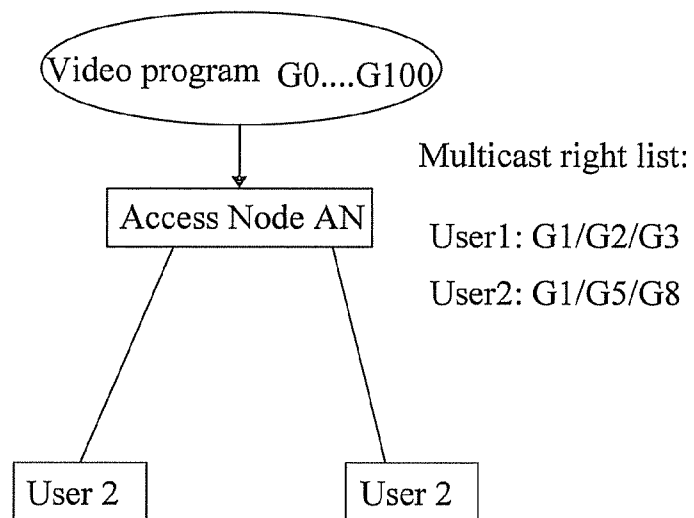 Video program G0....G100
Multicast right list:
Access Node AN
User1: G1/G2/G3
User2: G1/G5/G8
User 2
User 2